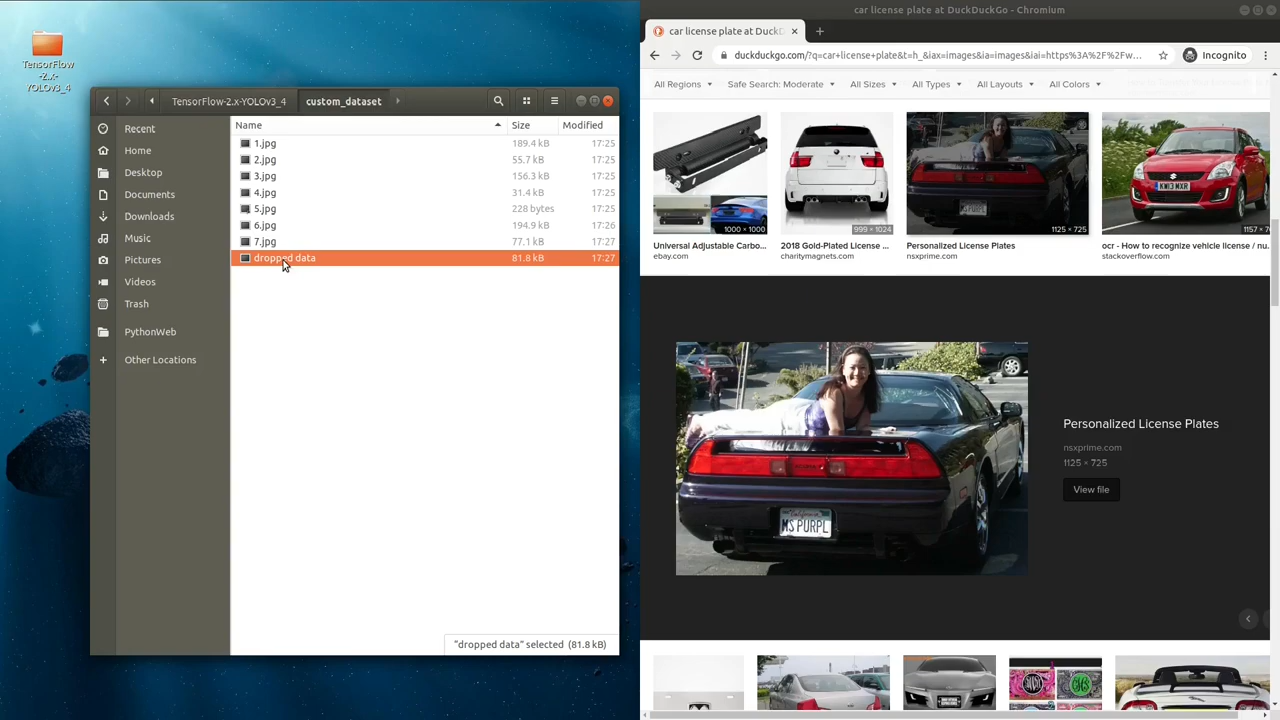 TensorFlow
-2.x-
YOLOv3_4
TensorFlow-2.x-YOLOv3_4
custom_dataset
Name
Size
Modified
Recent
Home
Desktop
Documents
Downloads
Music
Pictures
Videos
Trash
PythonWeb
Other Locations
1.jpg 189.4 kB 17:25
2.jpg 55.7 kB 17:25
3.jpg 156.3 kB 17:25
4.jpg 31.4 kB 17:25
5.jpg 228 bytes 17:25
6.jpg 194.9 kB 17:26
7.jpg 77.1 kB 17:27
dropped data 81.8 kB 17:27
"dropped data" selected (81.8 kB)
car license plate at DuckDuckGo - Chromium
car license plate at DuckD
duckduckgo.com/?q=car+license+plate&t=h_&iax=images&ia=images&iai=https%3A%2F%2Fw...
Incognito
All Regions
Safe Search: Moderate
All Sizes
All Types
All Layouts
All Colors
1000 × 1000
999 × 1024
1125 × 725
KW13 MXR
1157 × 7
Universal Adjustable Carbo...
ebay.com
2018 Gold-Plated License ...
charitymagnets.com
Personalized License Plates
nsxprime.com
ocr - How to recognize vehicle license / nu...
stackoverflow.com
MS PURPL
Personalized License Plates
nsxprime.com
1125 × 725
View file